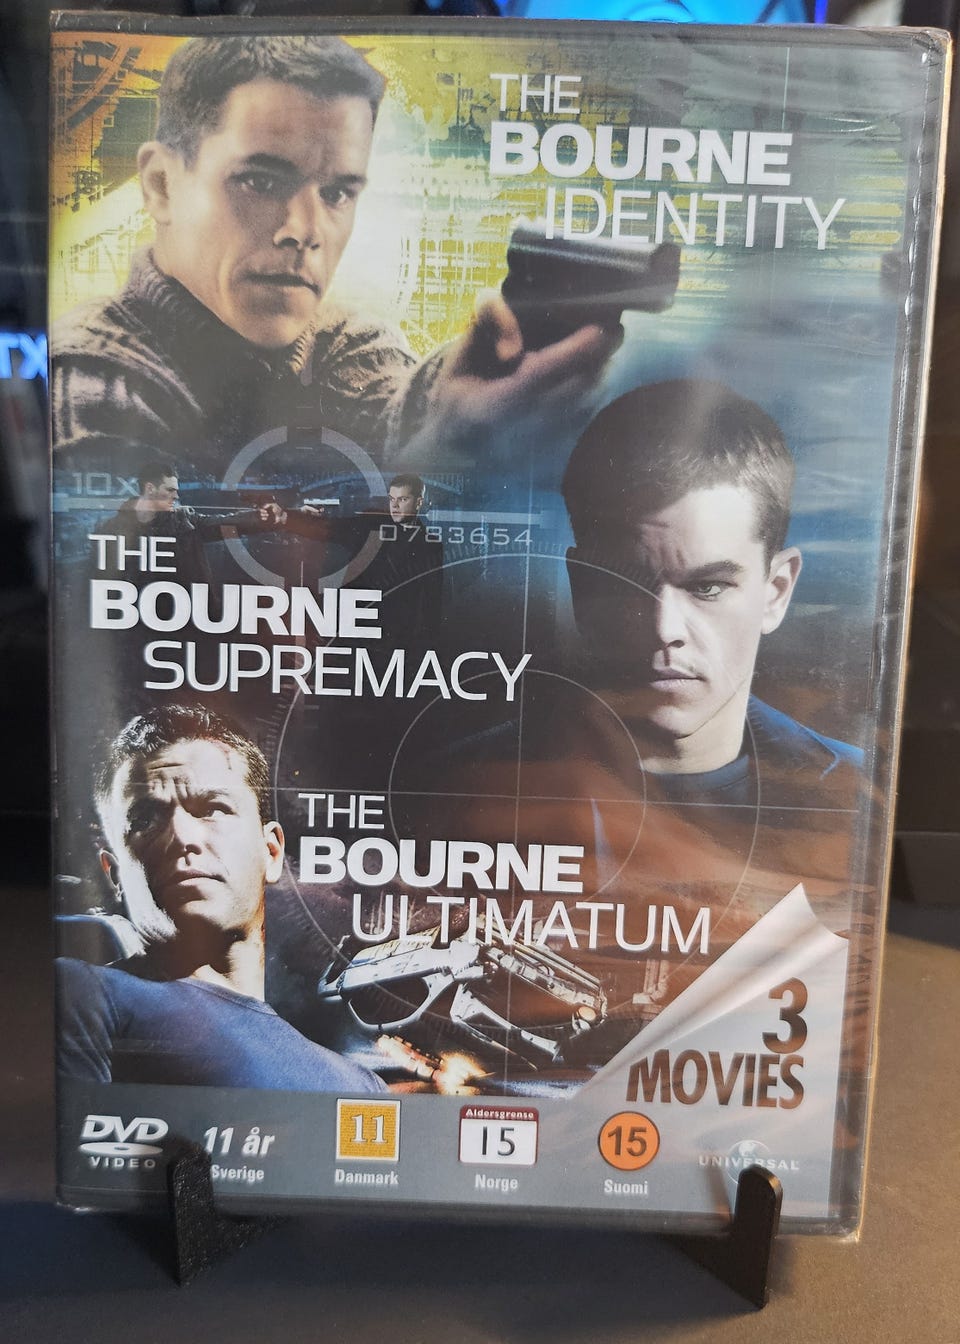 THE
BOURNE
IDENTITY
TX
10x
0783654
THE
BOURNE
SUPREMACY
THE
BOURNE
ULTIMATUM
3
MOVIES
DVD
VIDEO
11 år
Sverige
11
Danmark
Aldersgrense
15
Norge
15
Suomi
UNIVERSAL